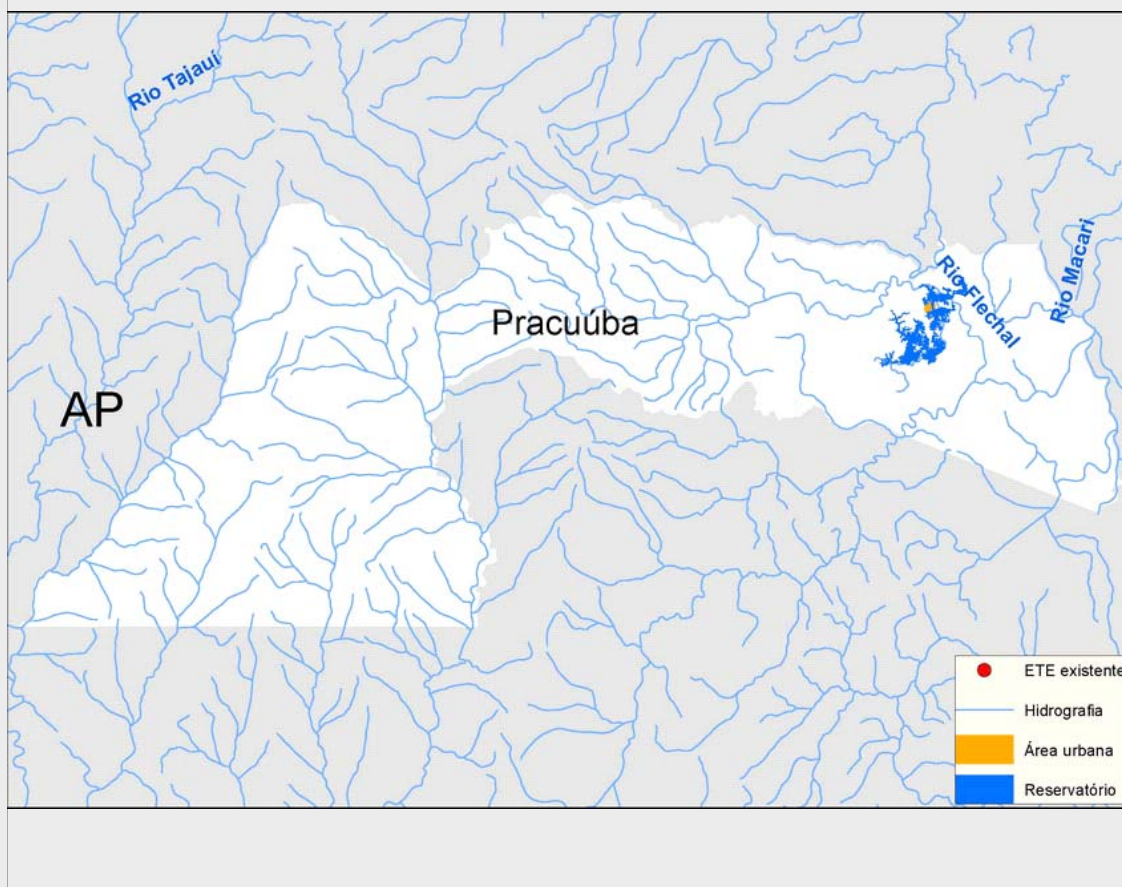 Rio Tajauí
Rio Macari
Rio Flechal
Pracuúba
AP
ETE existente
Hidrografia
Área urbana
Reservatório